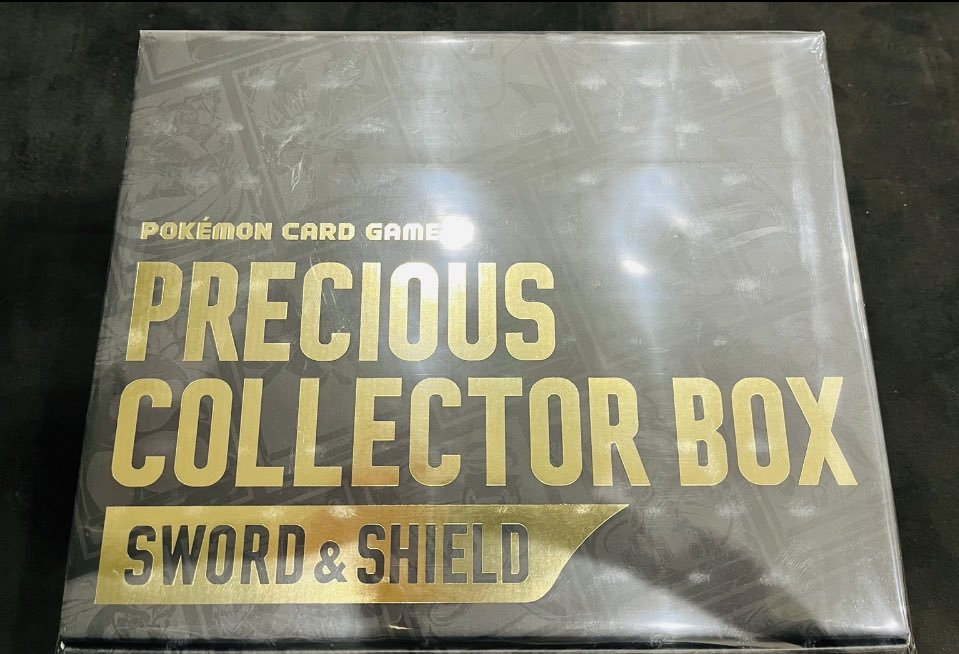 POKÉMON CARD GAME
PRECIOUS
COLLECTOR BOX
SWORD & SHIELD